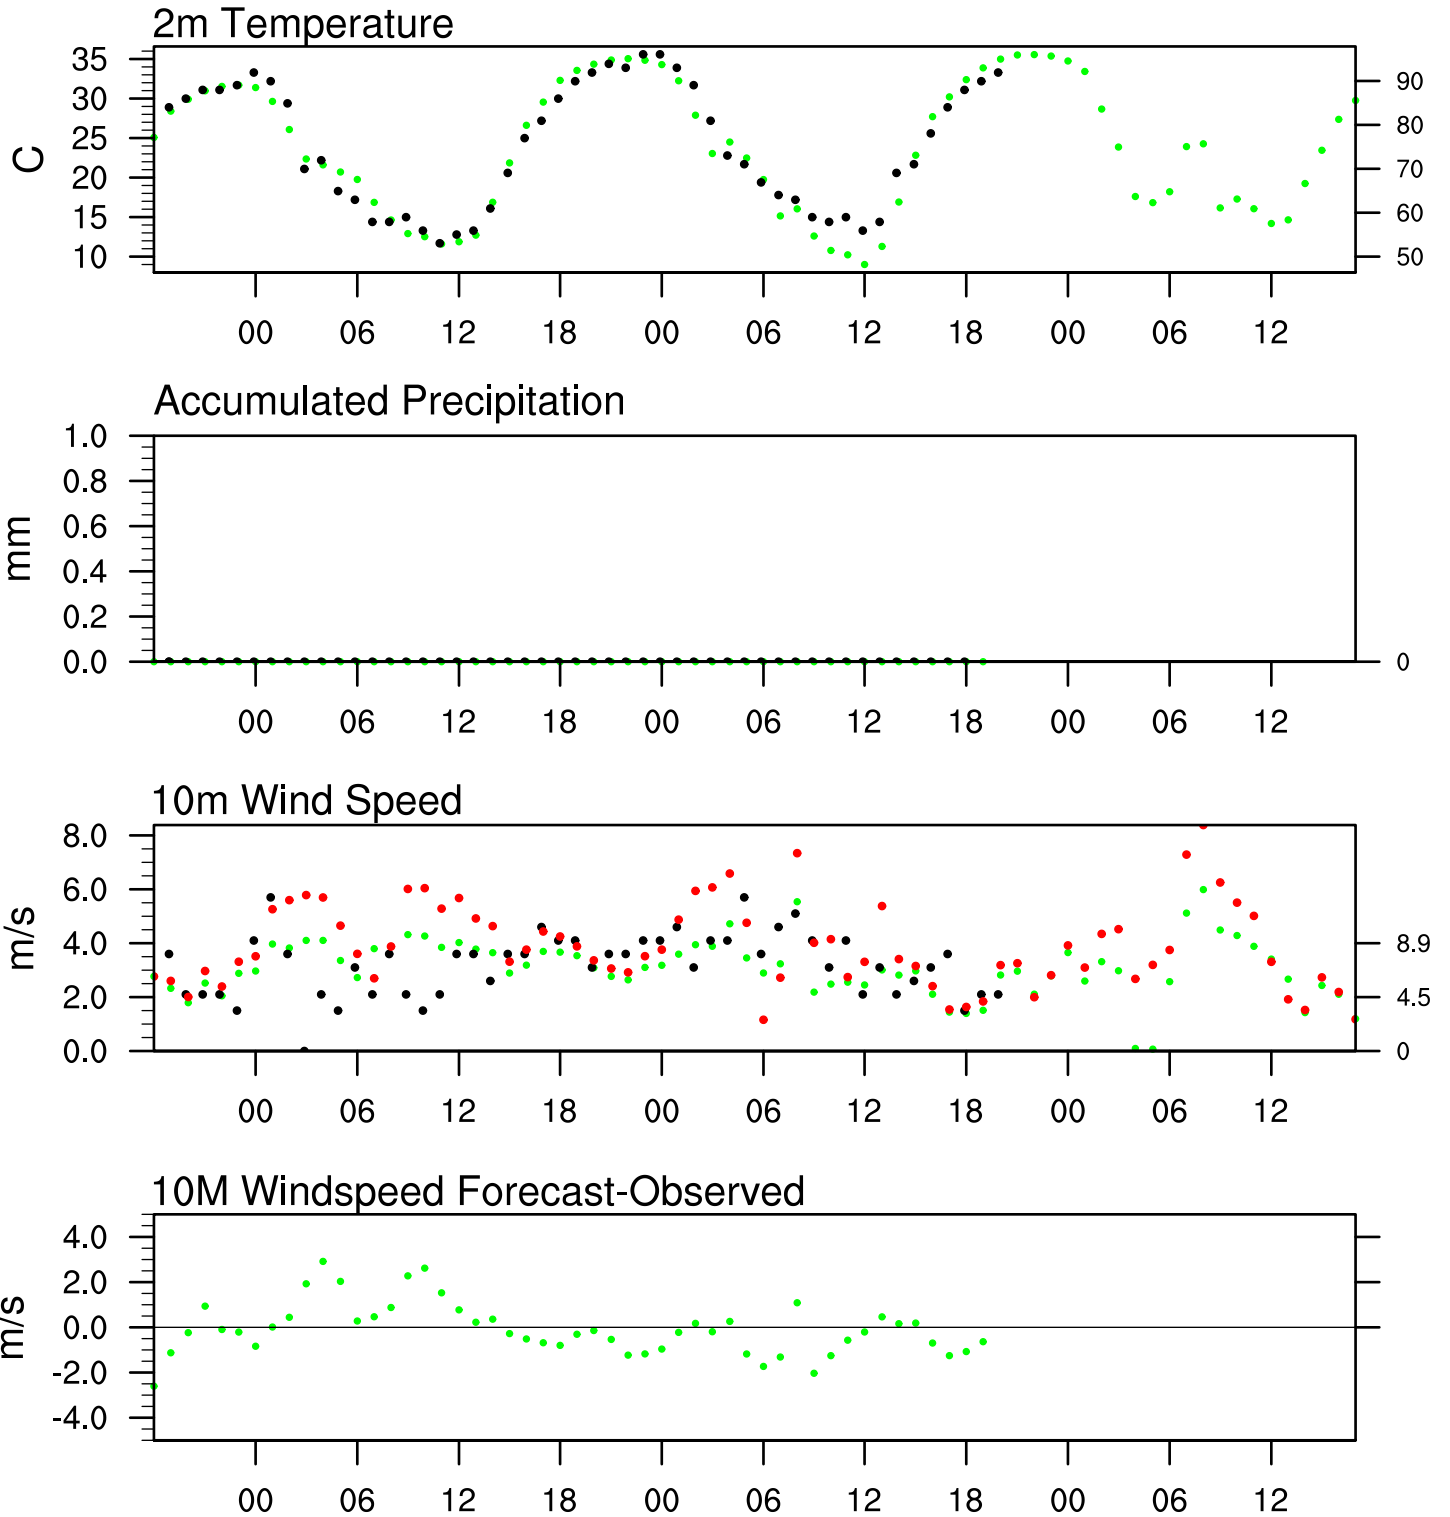 2m Temperature
35
30
25
20
15
10
C
90
80
70
60
50
00 06 12 18 00 06 12 18 00 06 12
Accumulated Precipitation
1.0
0.8
0.6
0.4
0.2
0.0
mm
0
00 06 12 18 00 06 12 18 00 06 12
10m Wind Speed
8.0
6.0
4.0
2.0
0.0
m/s
8.9
4.5
0
00 06 12 18 00 06 12 18 00 06 12
10M Windspeed Forecast-Observed
4.0
2.0
0.0
-2.0
-4.0
m/s
00 06 12 18 00 06 12 18 00 06 12